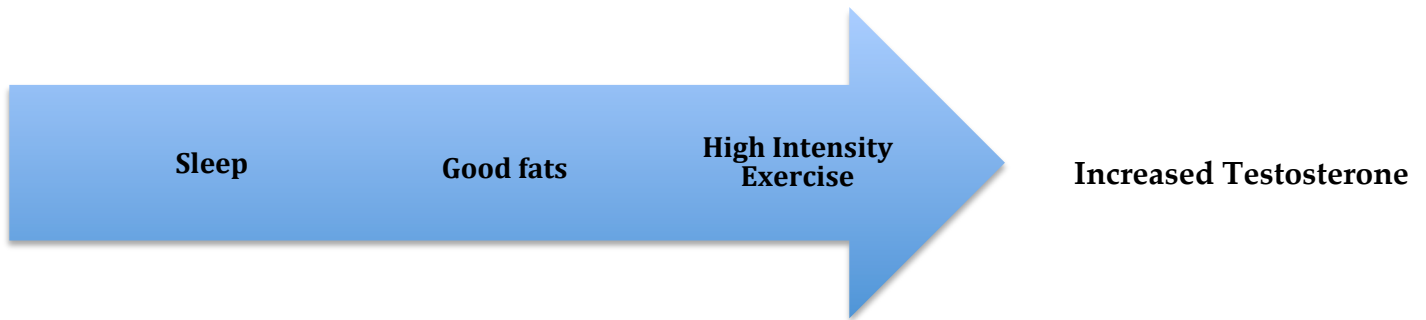 Sleep
Good fats
High Intensity
Exercise
Increased Testosterone